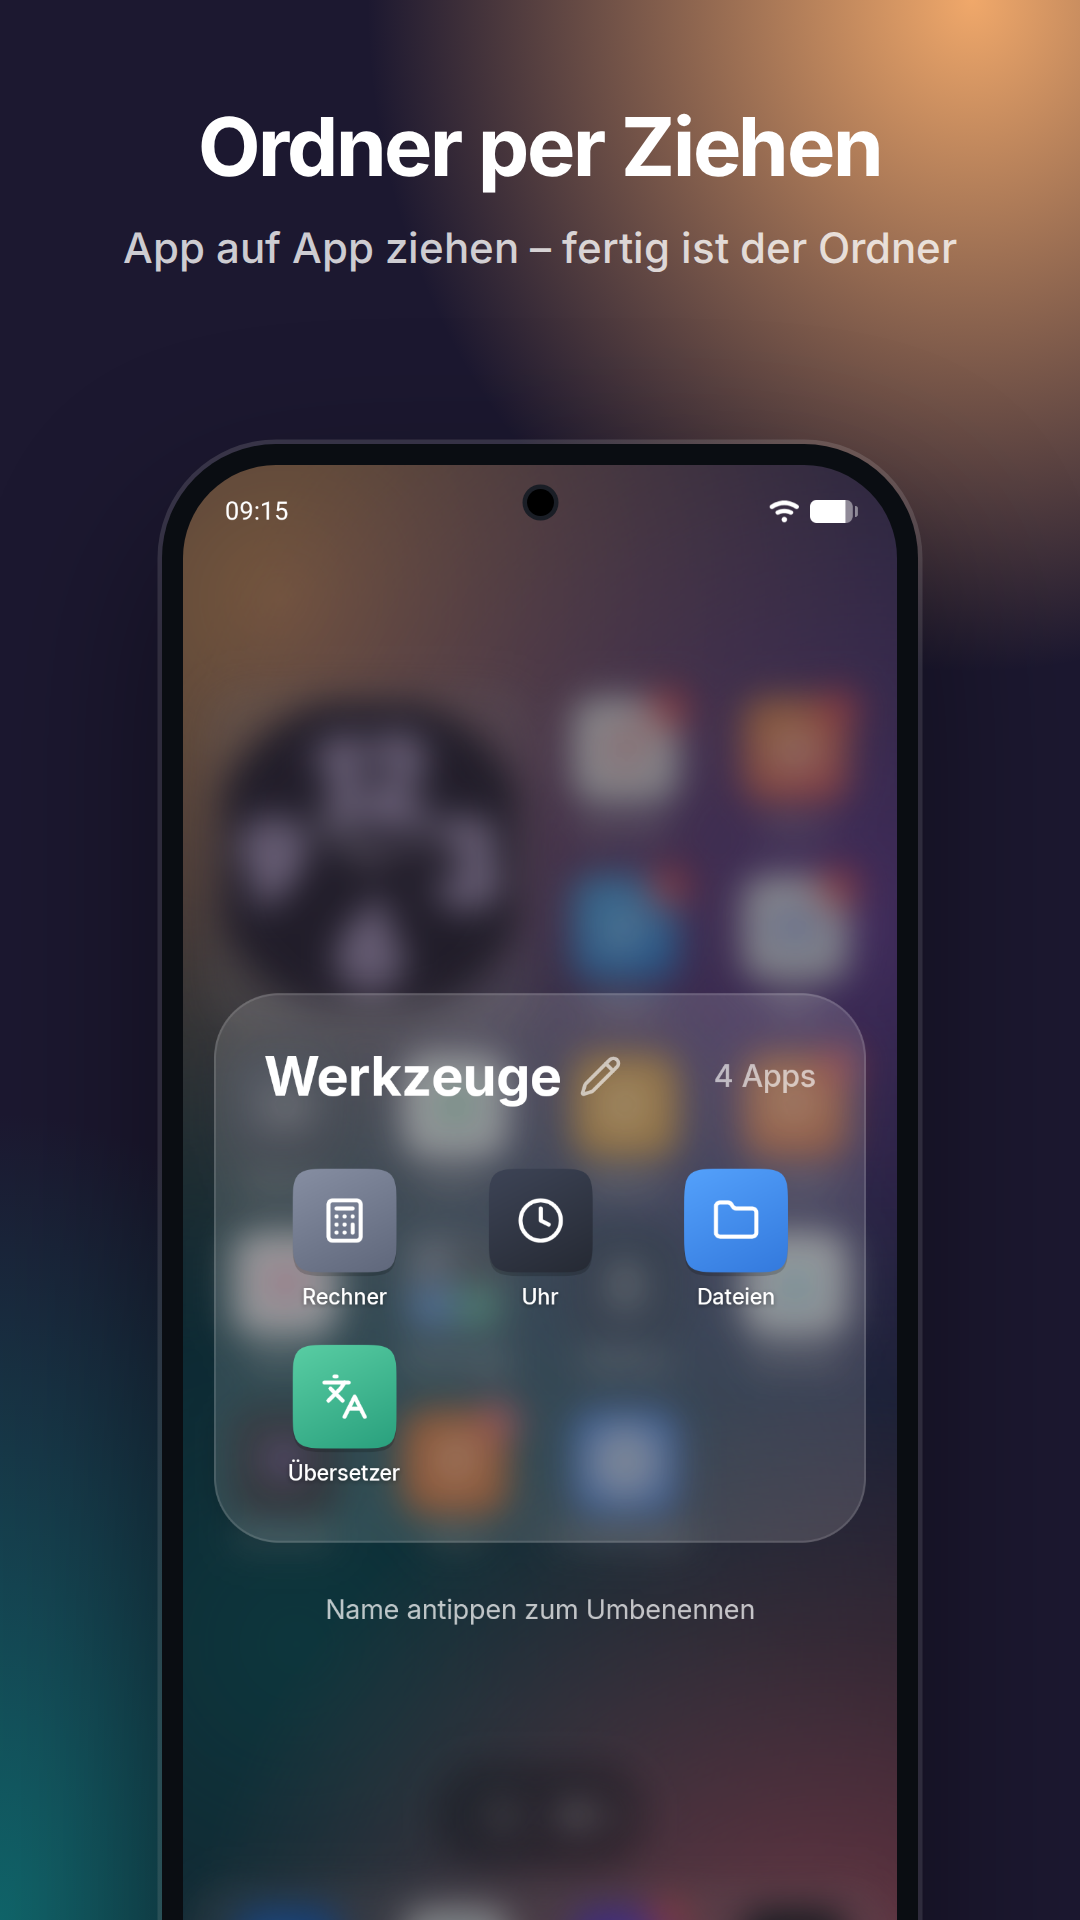 Ordner per Ziehen
App auf App ziehen – fertig ist der Ordner
09:15
Werkzeuge
4 Apps
Rechner
Uhr
Dateien
Übersetzer
Name antippen zum Umbenennen